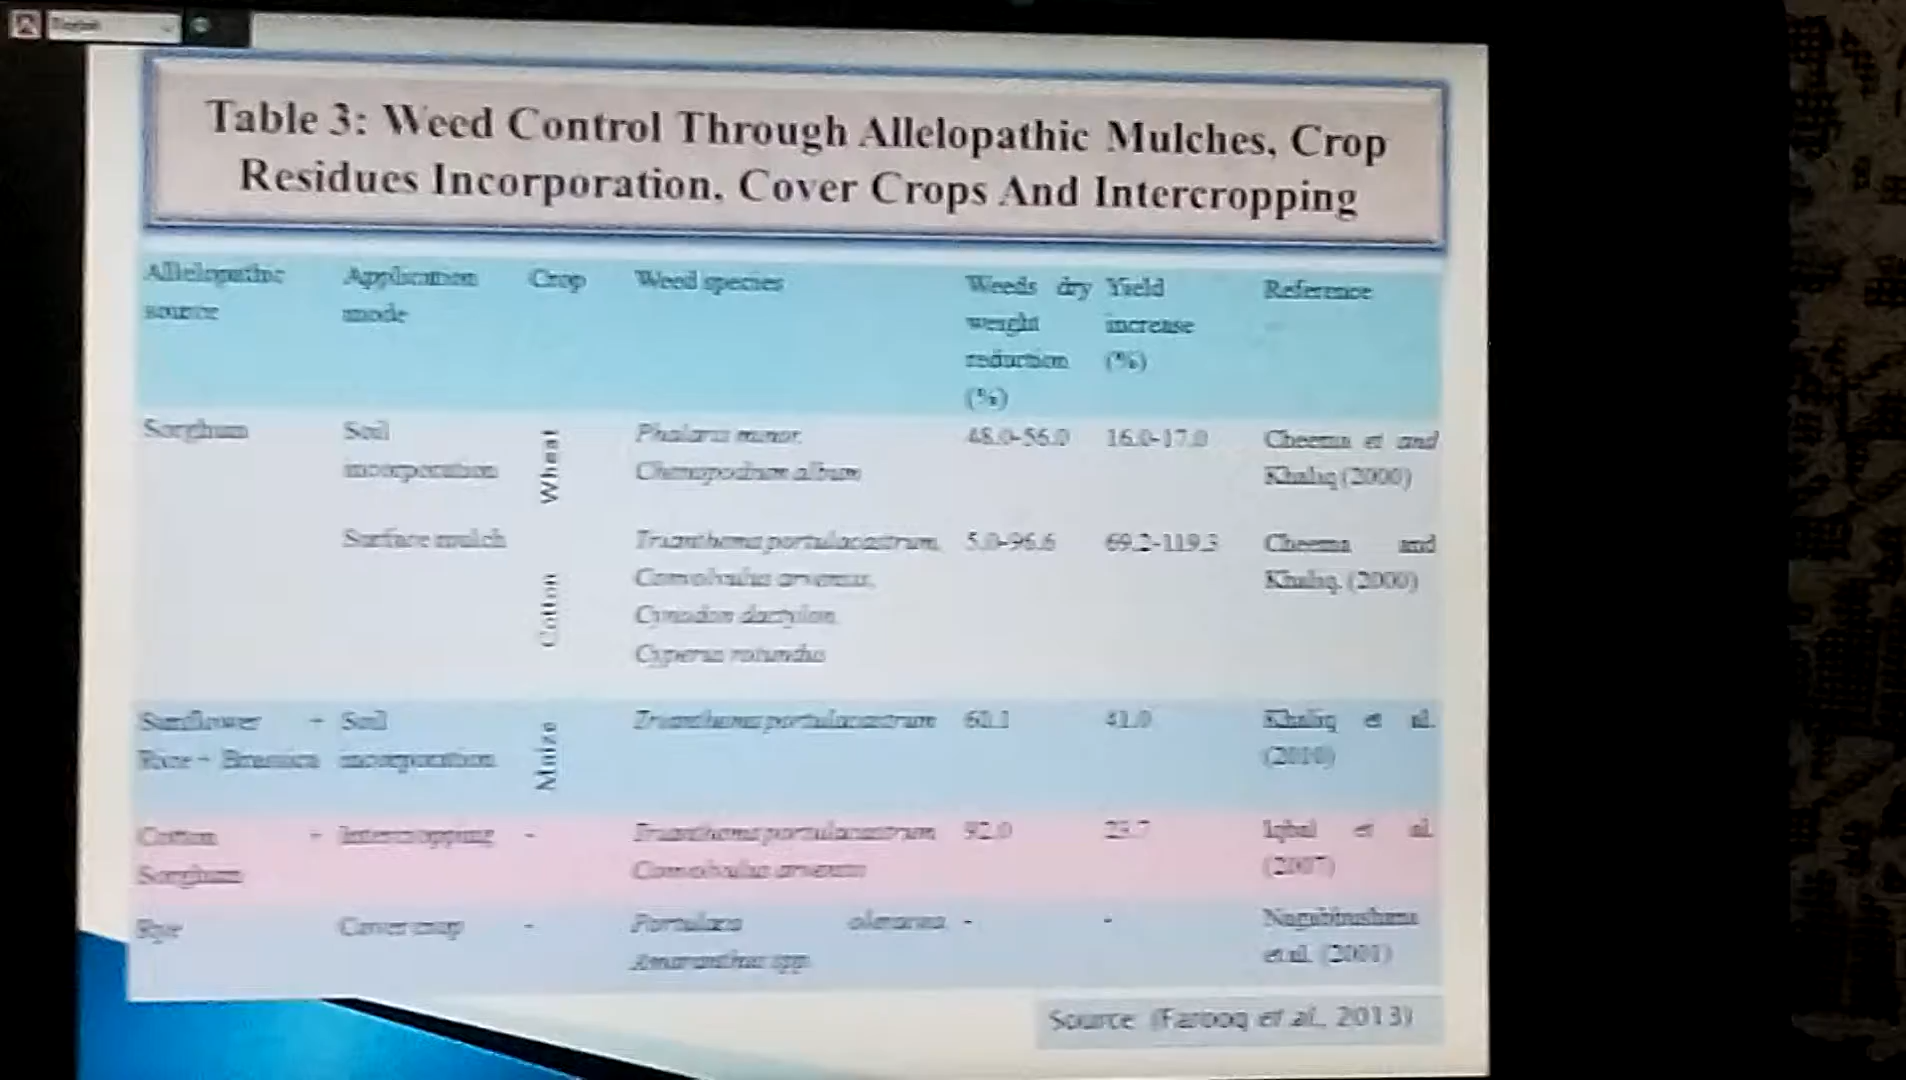 Table 3: Weed Control Through Allelopathic Mulches, Crop
Residues Incorporation, Cover Crops And Intercropping
Allelopathic source Application mode Crop Weed species Weeds dry weight reduction (%) Yield increase (%) Reference
Sorghum Soil incorporation Wheat Phalaris minor, Chenopodium album 48.0-56.0 16.0-17.0 Cheema et and Khaliq (2000)
Surface mulch Cotton Trianthema portulacastrum, Convolvulus arvensis, Cynodon dactylon, Cyperus rotundus 5.0-96.6 69.2-119.3 Cheema and Khaliq. (2000)
Sunflower + Rice + Brassica Soil incorporation Maize Trianthema portulacastrum 60.1 41.0 Khaliq et al. (2010)
Cotton + Sorghum Intercropping - Trianthema portulacastrum Convolvulus arvensis 92.0 et al. (2007)
Rye Cover crop - Portulaca oleracea Amaranthus spp. - - et al. (2001)
Source (Farooq et al., 2013)